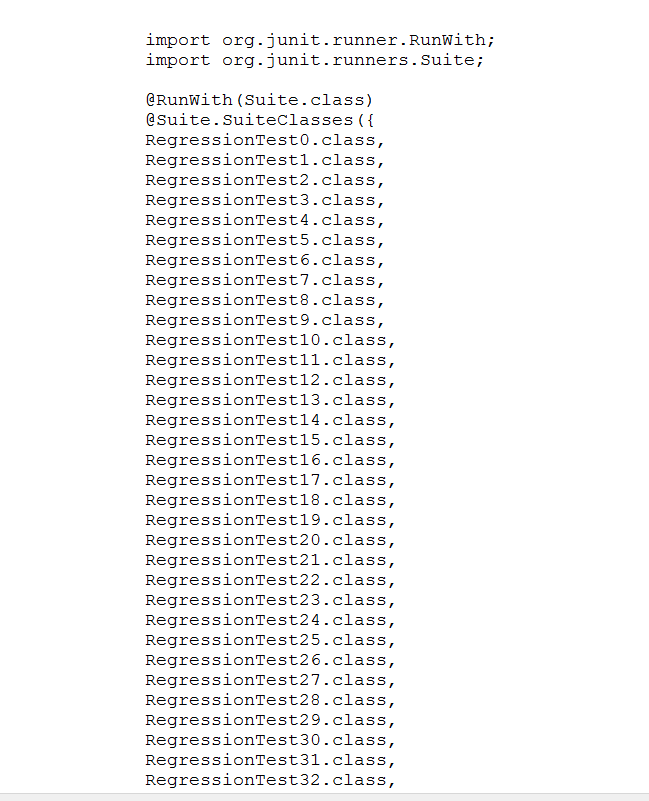 import org.junit.runner.RunWith;
import org.junit.runners.Suite;

@RunWith(Suite.class)
@Suite.SuiteClasses({
RegressionTest0.class,
RegressionTest1.class,
RegressionTest2.class,
RegressionTest3.class,
RegressionTest4.class,
RegressionTest5.class,
RegressionTest6.class,
RegressionTest7.class,
RegressionTest8.class,
RegressionTest9.class,
RegressionTest10.class,
RegressionTest11.class,
RegressionTest12.class,
RegressionTest13.class,
RegressionTest14.class,
RegressionTest15.class,
RegressionTest16.class,
RegressionTest17.class,
RegressionTest18.class,
RegressionTest19.class,
RegressionTest20.class,
RegressionTest21.class,
RegressionTest22.class,
RegressionTest23.class,
RegressionTest24.class,
RegressionTest25.class,
RegressionTest26.class,
RegressionTest27.class,
RegressionTest28.class,
RegressionTest29.class,
RegressionTest30.class,
RegressionTest31.class,
RegressionTest32.class,